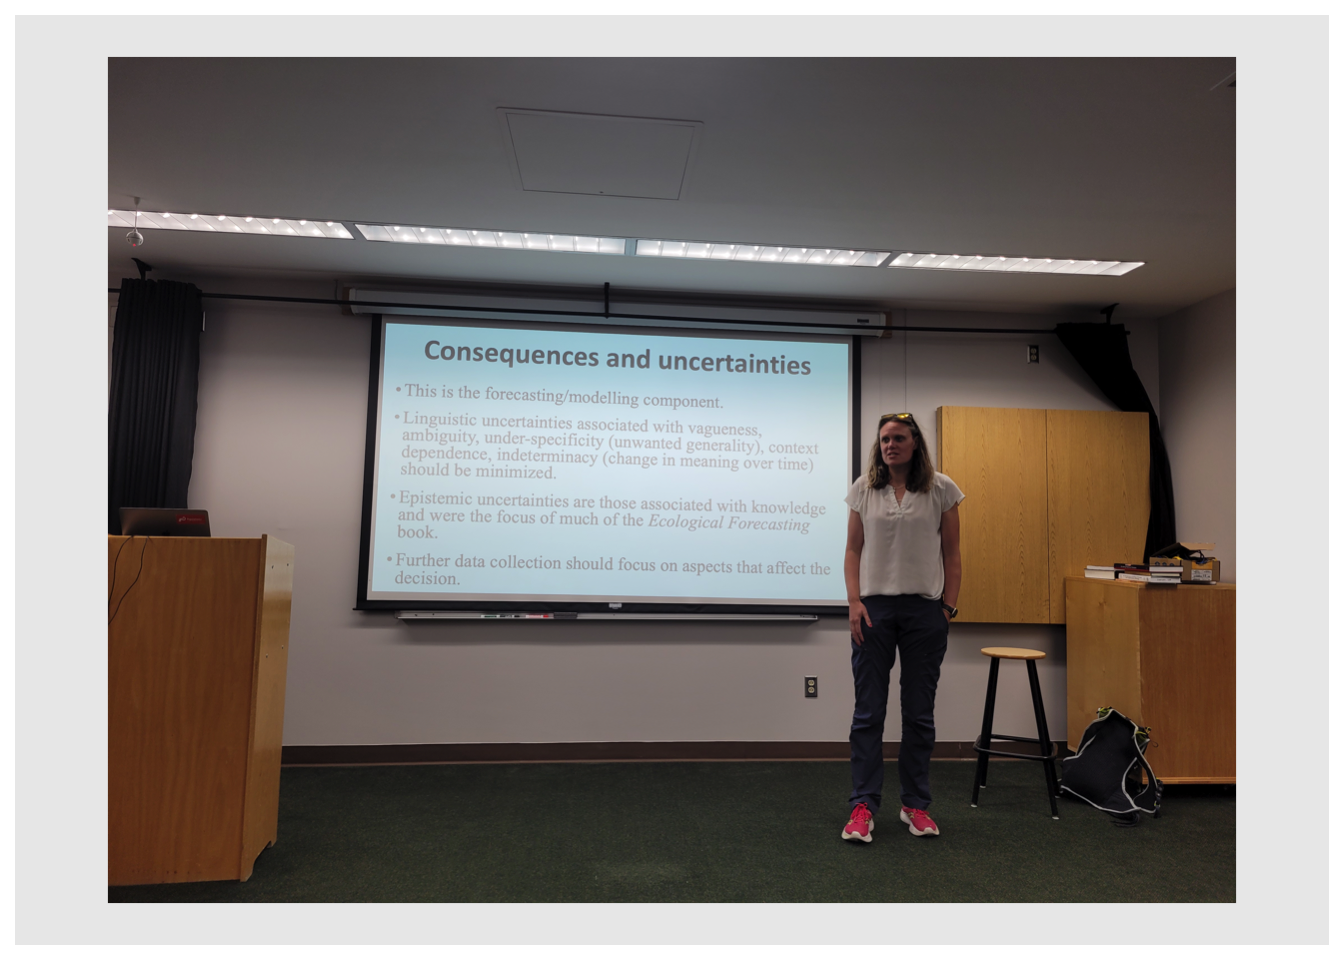 Consequences and uncertainties
• This is the forecasting/modelling component.
• Linguistic uncertainties associated with vagueness,
ambiguity, under-specificity (unwanted generality), context
dependence, indeterminacy (change in meaning over time)
should be minimized.
• Epistemic uncertainties are those associated with knowledge
and were the focus of much of the Ecological Forecasting
book.
• Further data collection should focus on aspects that affect the
decision.